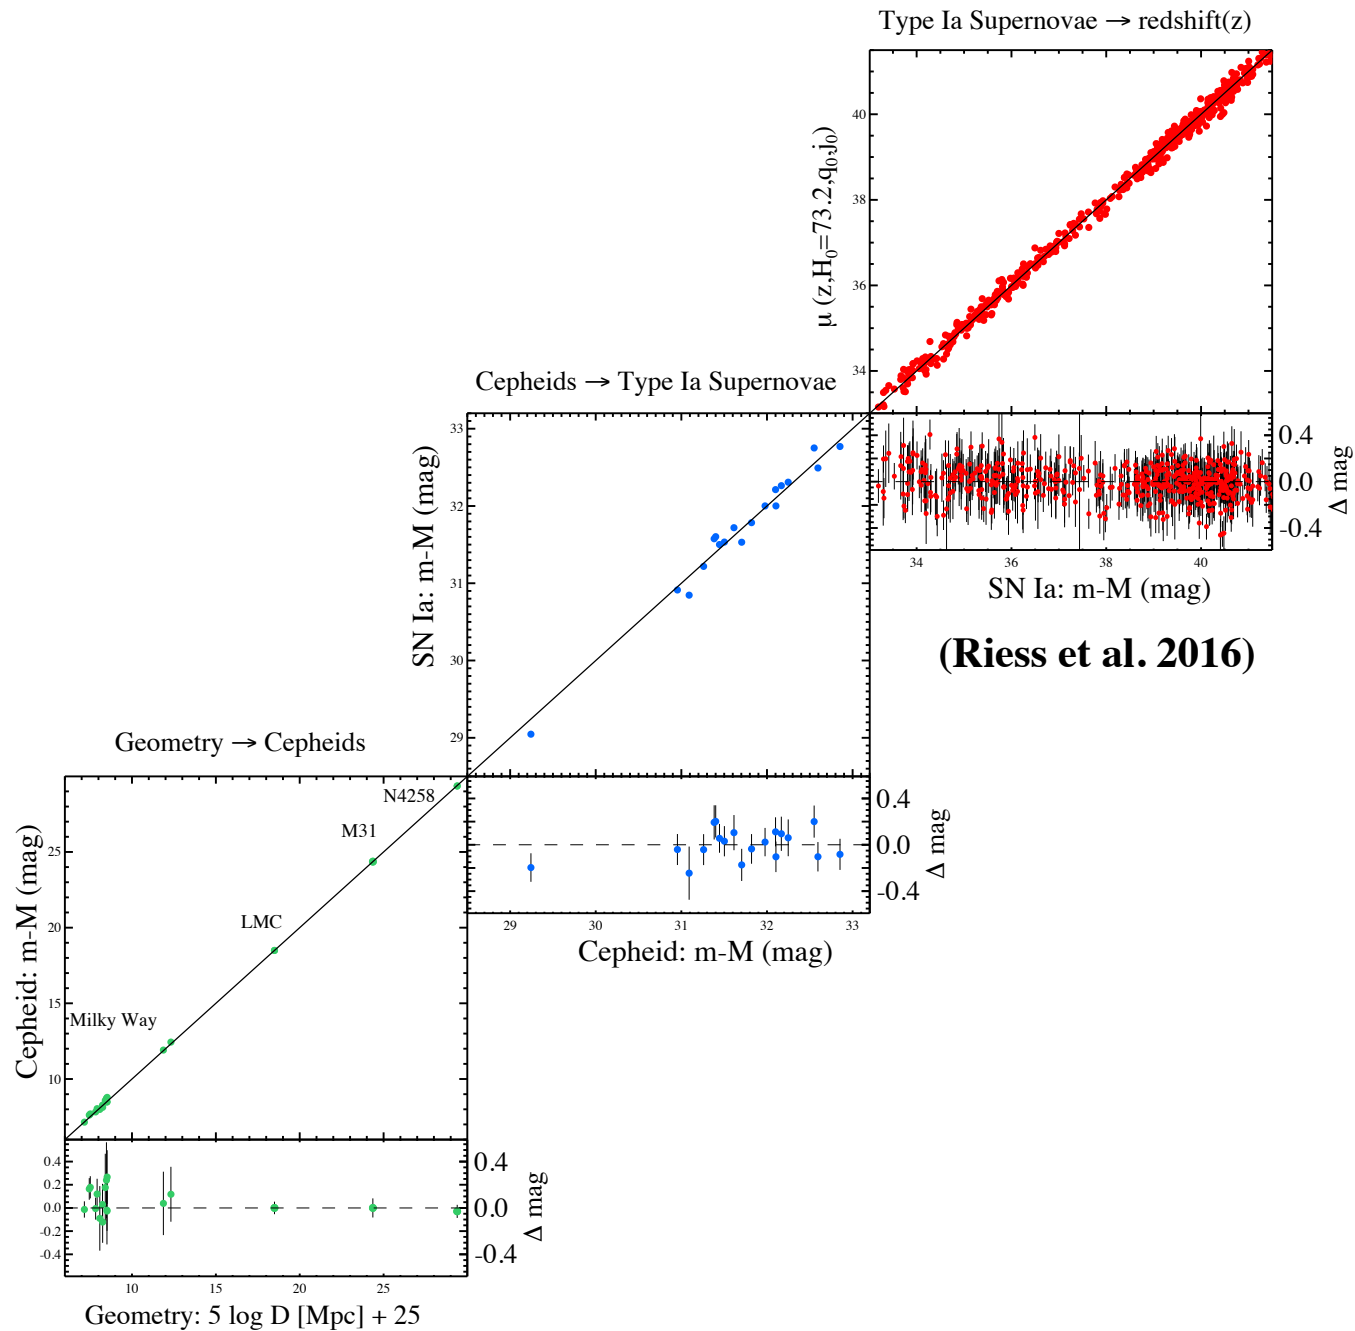 Type Ia Supernovae → redshift(z)
μ (z,H₀=73.2,q₀,j₀)
40
38
36
34
0.4
0.0
-0.4
Δ mag
34 36 38 40
SN Ia: m-M (mag)
(Riess et al. 2016)
Cepheids → Type Ia Supernovae
SN Ia: m-M (mag)
33
32
31
30
29
0.4
0.0
-0.4
Δ mag
29 30 31 32 33
Cepheid: m-M (mag)
Geometry → Cepheids
Cepheid: m-M (mag)
N4258
M31
LMC
Milky Way
25
20
15
10
0.4
0.2
0.0
-0.2
-0.4
0.4
0.0
-0.4
Δ mag
10 15 20 25
Geometry: 5 log D [Mpc] + 25